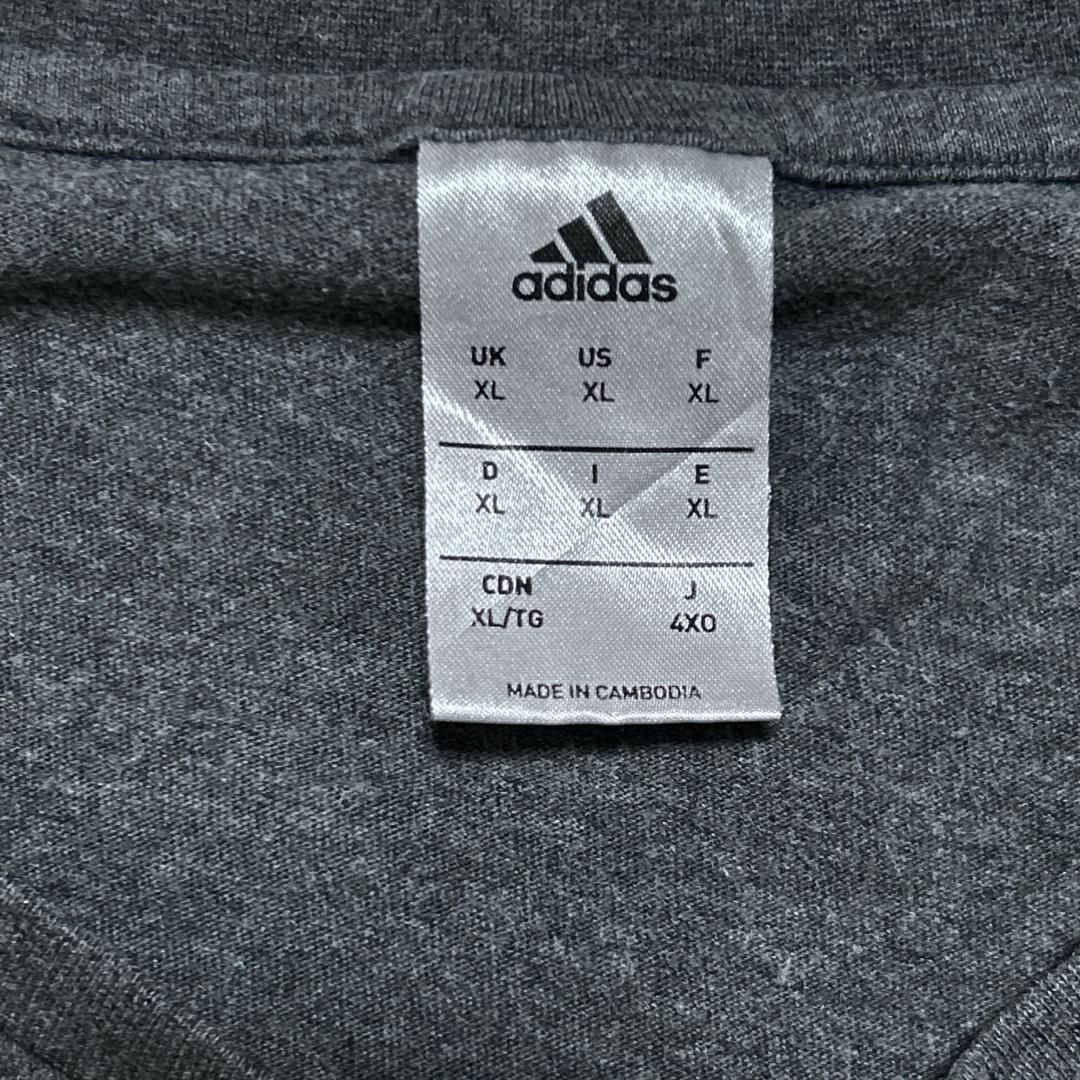 adidas
UK US F
XL XL XL
D I E
XL XL XL
CDN J
XL/TG 4XO
MADE IN CAMBODIA